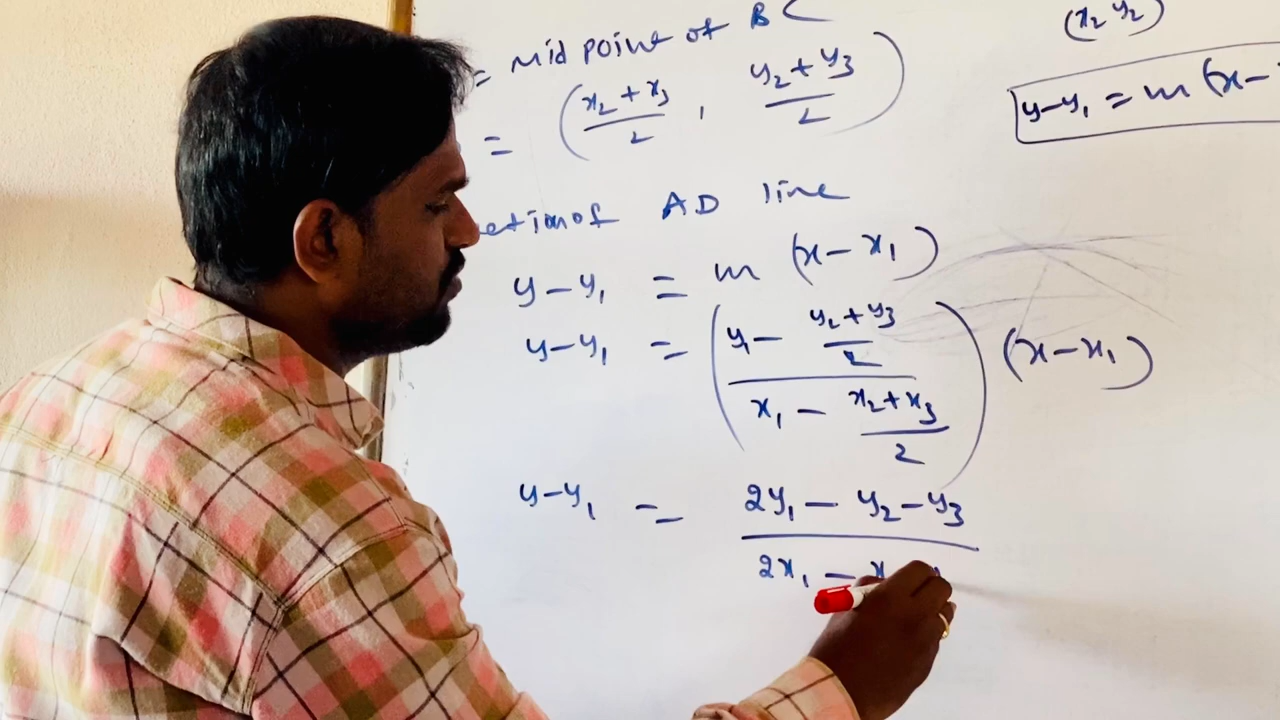 = mid point of BC
= (x₂ + x₃ / 2 , y₂ + y₃ / 2)
(x₂ y₂)
y - y₁ = m (x -
AD line
y - y₁ = m (x - x₁)
y - y₁ = (y₁ - (y₂ + y₃)/2 / x₁ - (x₂ + x₃)/2) (x - x₁)
y - y₁ = 2y₁ - y₂ - y₃ / 2x₁ - x